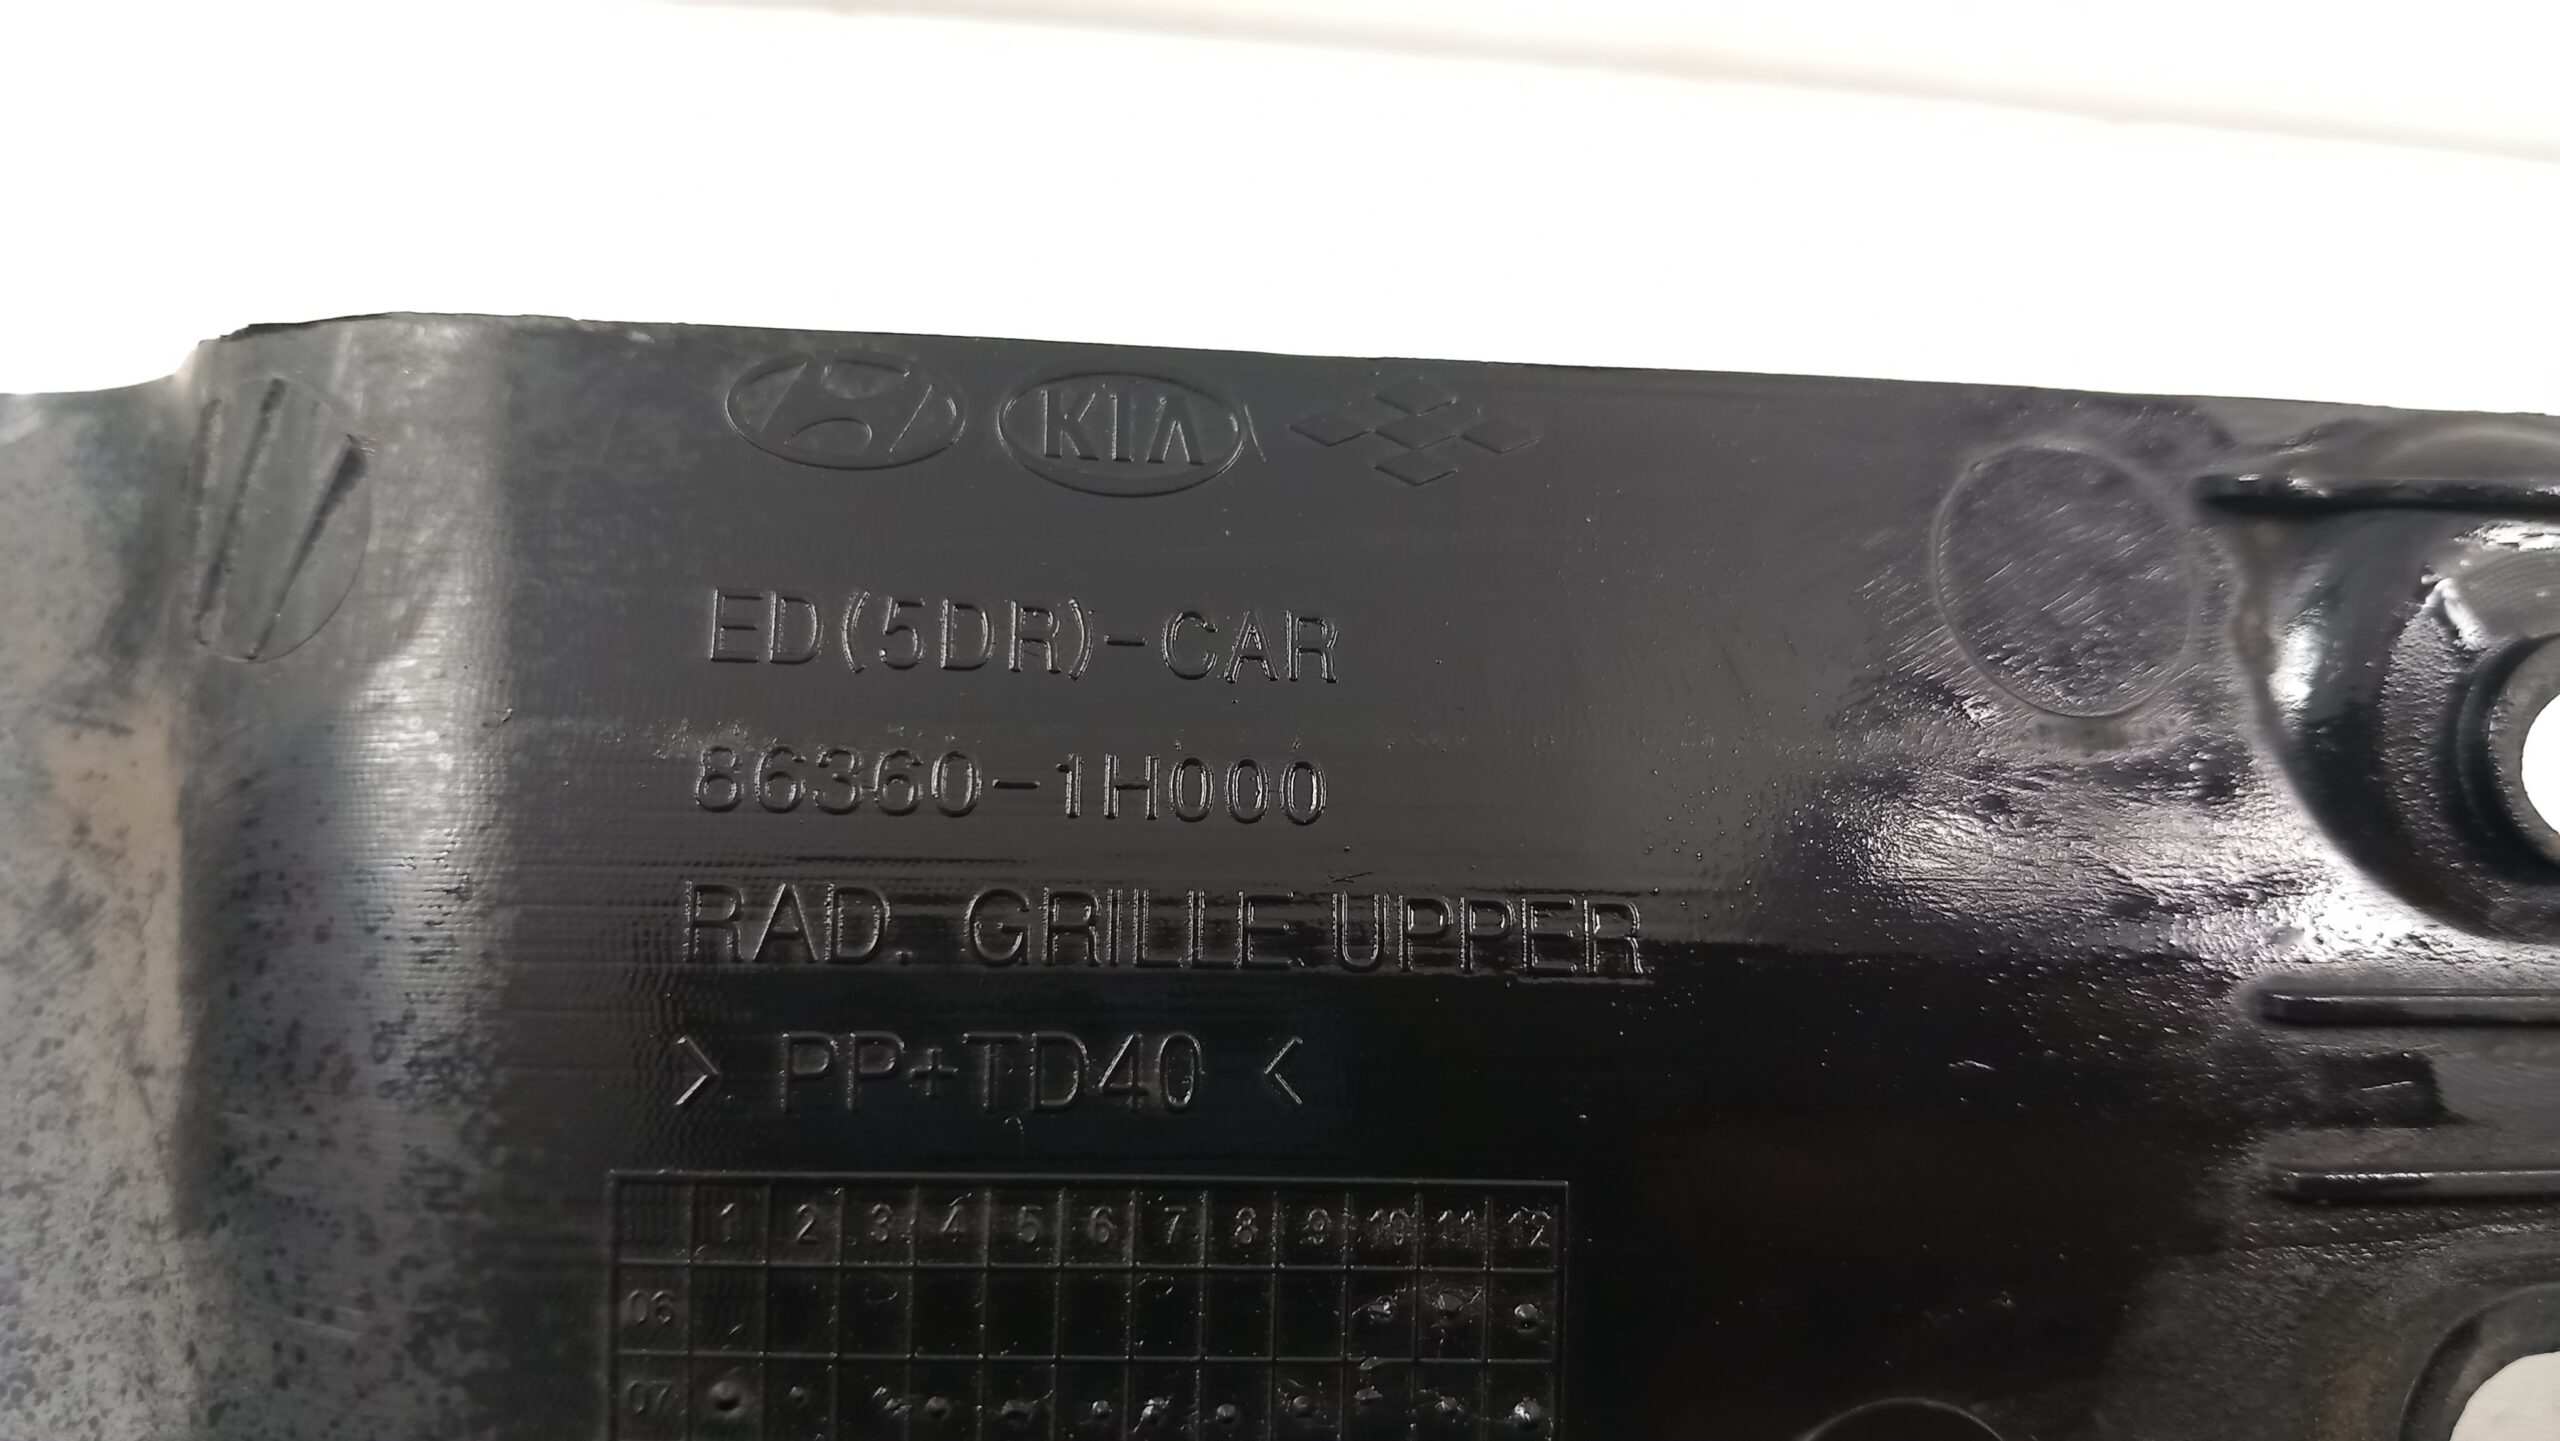 KIA
ED(5DR)-CAR
86360-1H000
RAD. GRILLE UPPER
> PP+TD40 <
1 2 3 4 5 6 7 8 9 10 11 12
06
07